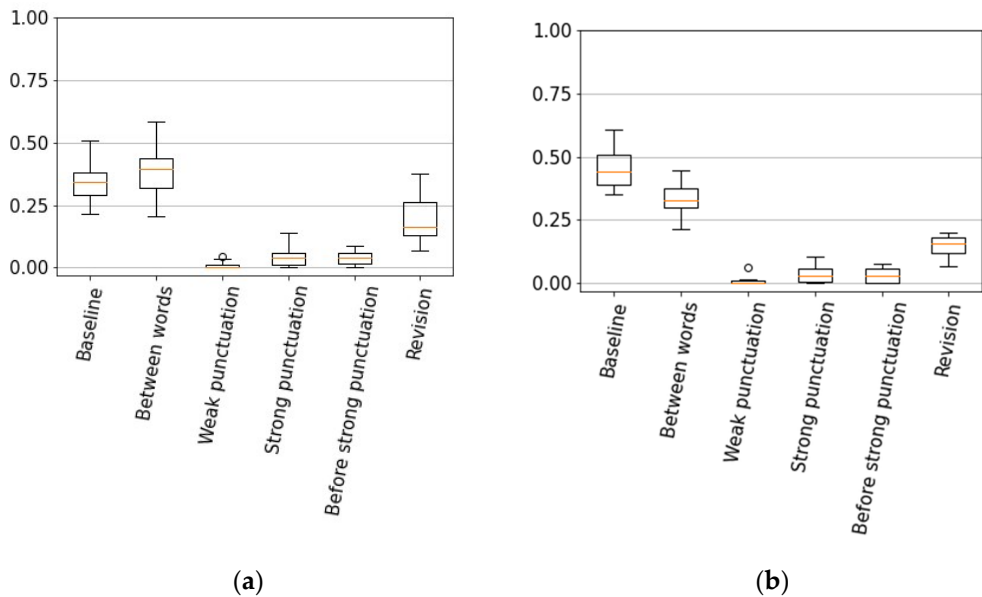 1.00
0.75
0.50
0.25
0.00
Baseline
Between words
Weak punctuation
Strong punctuation
Before strong punctuation
Revision
(a)
1.00
0.75
0.50
0.25
0.00
Baseline
Between words
Weak punctuation
Strong punctuation
Before strong punctuation
Revision
(b)